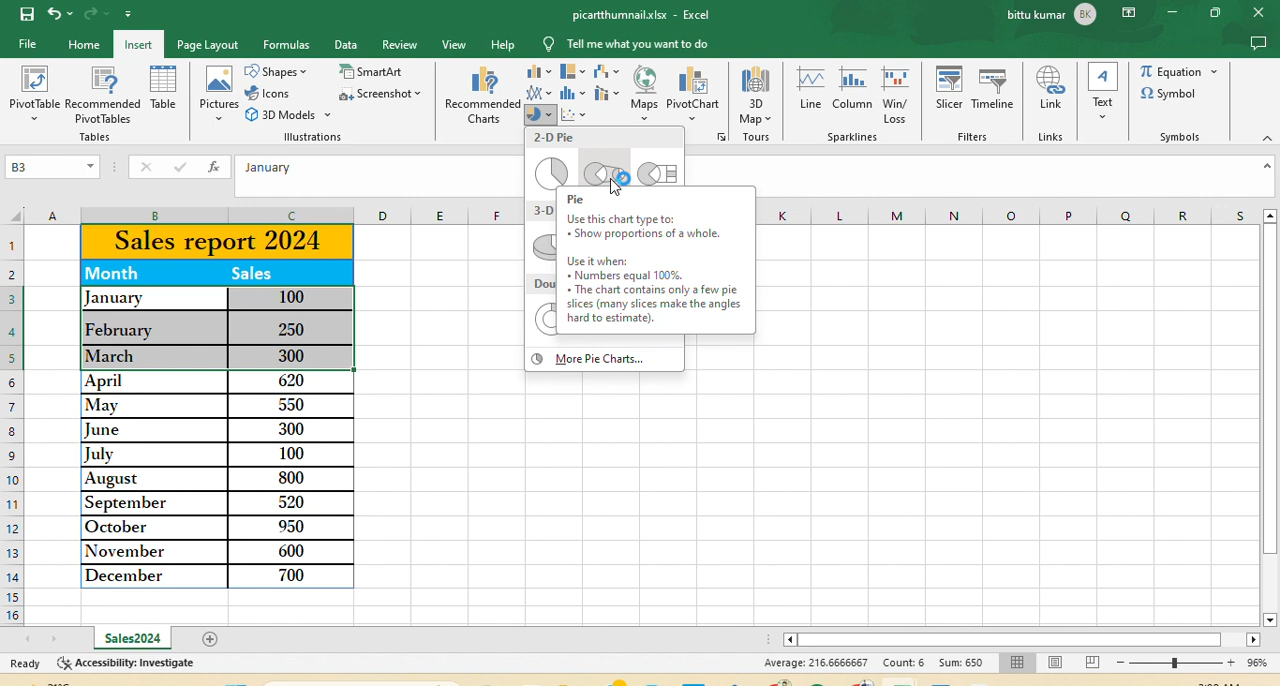 picartthumnail.xlsx - Excel
bittu kumar BK
File Home Insert Page Layout Formulas Data Review View Help Tell me what you want to do
PivotTable
Recommended PivotTables
Table
Tables
Pictures
Shapes
Icons
3D Models
SmartArt
Screenshot
Illustrations
Recommended Charts
Maps
PivotChart
3D Map
Tours
Line
Column
Win/Loss
Sparklines
Slicer
Timeline
Filters
Link
Links
Text
Equation
Symbol
Symbols
B3 fx January
2-D Pie
3-D
Dou
More Pie Charts...
Pie
Use this chart type to:
• Show proportions of a whole.
Use it when:
• Numbers equal 100%.
• The chart contains only a few pie
slices (many slices make the angles
hard to estimate).
A B C D E F K L M N O P Q R S
1 Sales report 2024
2 Month Sales
3 January 100
4 February 250
5 March 300
6 April 620
7 May 550
8 June 300
9 July 100
10 August 800
11 September 520
12 October 950
13 November 600
14 December 700
15
16
Sales2024
Ready Accessibility: Investigate Average: 216.6666667 Count: 6 Sum: 650 96%